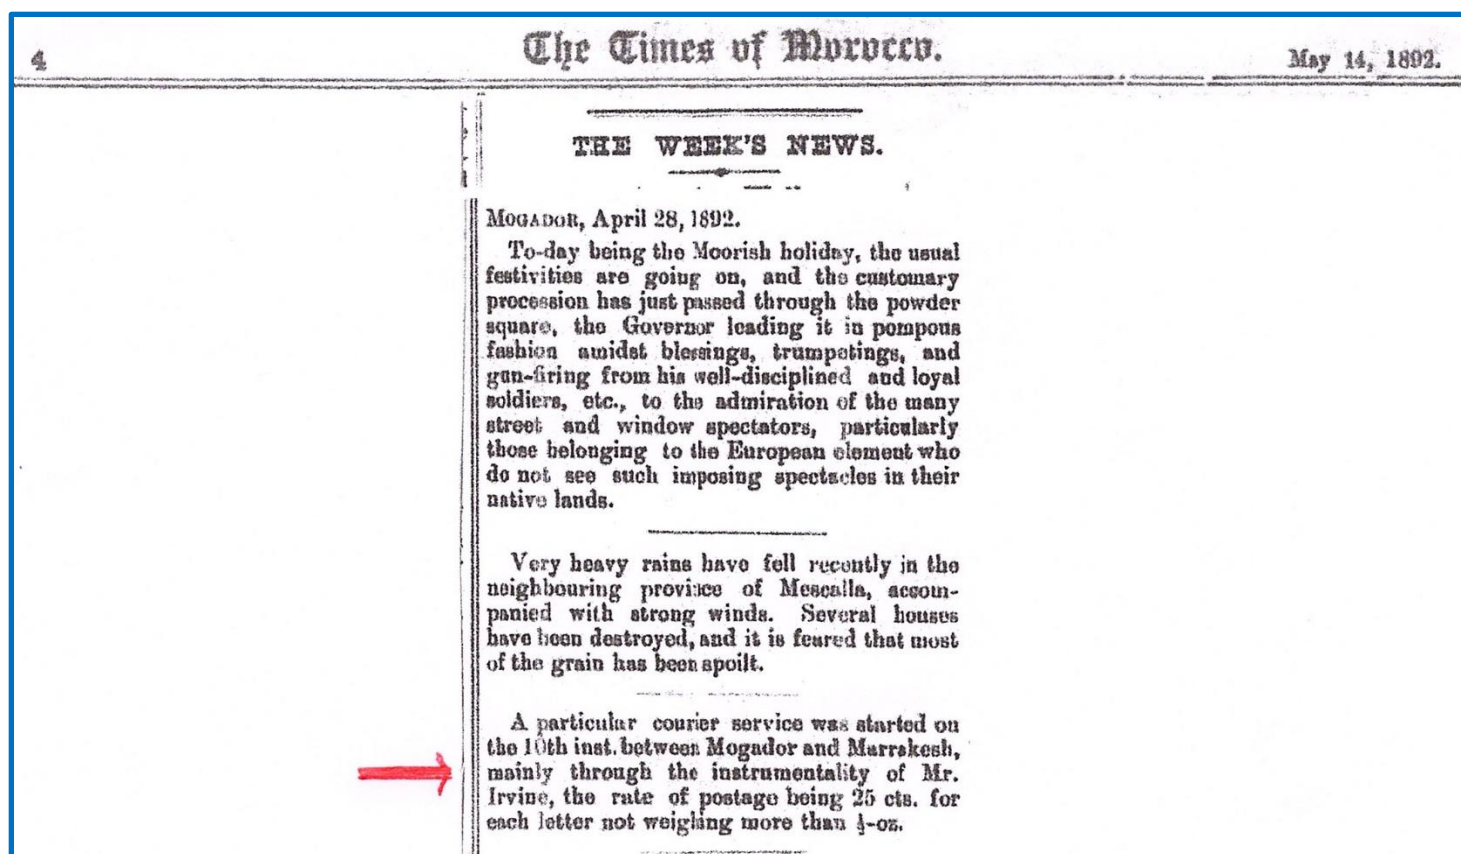 4
The Times of Morocco.
May 14, 1892.
THE WEEK'S NEWS.
MOGADOR, April 28, 1892.
To-day being the Moorish holiday, the usual
festivities are going on, and the customary
procession has just passed through the powder
square, the Governor leading it in pompous
fashion amidst blessings, trumpetings, and
gun-firing from his well-disciplined and loyal
soldiers, etc., to the admiration of the many
street and window spectators, particularly
those belonging to the European element who
do not see such imposing spectacles in their
native lands.
Very heavy rains have fell recently in the
neighbouring province of Mescalla, accom-
panied with strong winds. Several houses
have been destroyed, and it is feared that most
of the grain has been spoilt.
A particular courier service was started on
the 10th inst. between Mogador and Marrakesh,
mainly through the instrumentality of Mr.
Irvine, the rate of postage being 25 cts. for
each letter not weighing more than ½-oz.